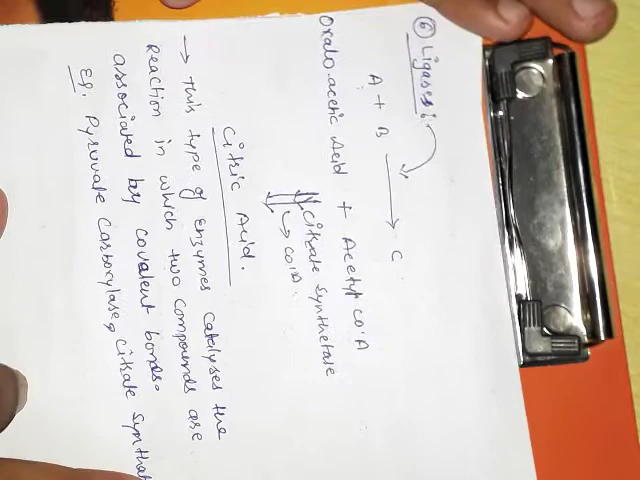 ⑥ Ligases:
A + B → C
Oxalo acetic Acid + Acetyl CO'A
Citrate Synthetase
CO'A.
Citric Acid.
→ This type of enzymes catalyses the
Reaction in which two compounds are
associated by covalent bonds.
Ef. Pyruvate Carboxylase, Citrate Synthat